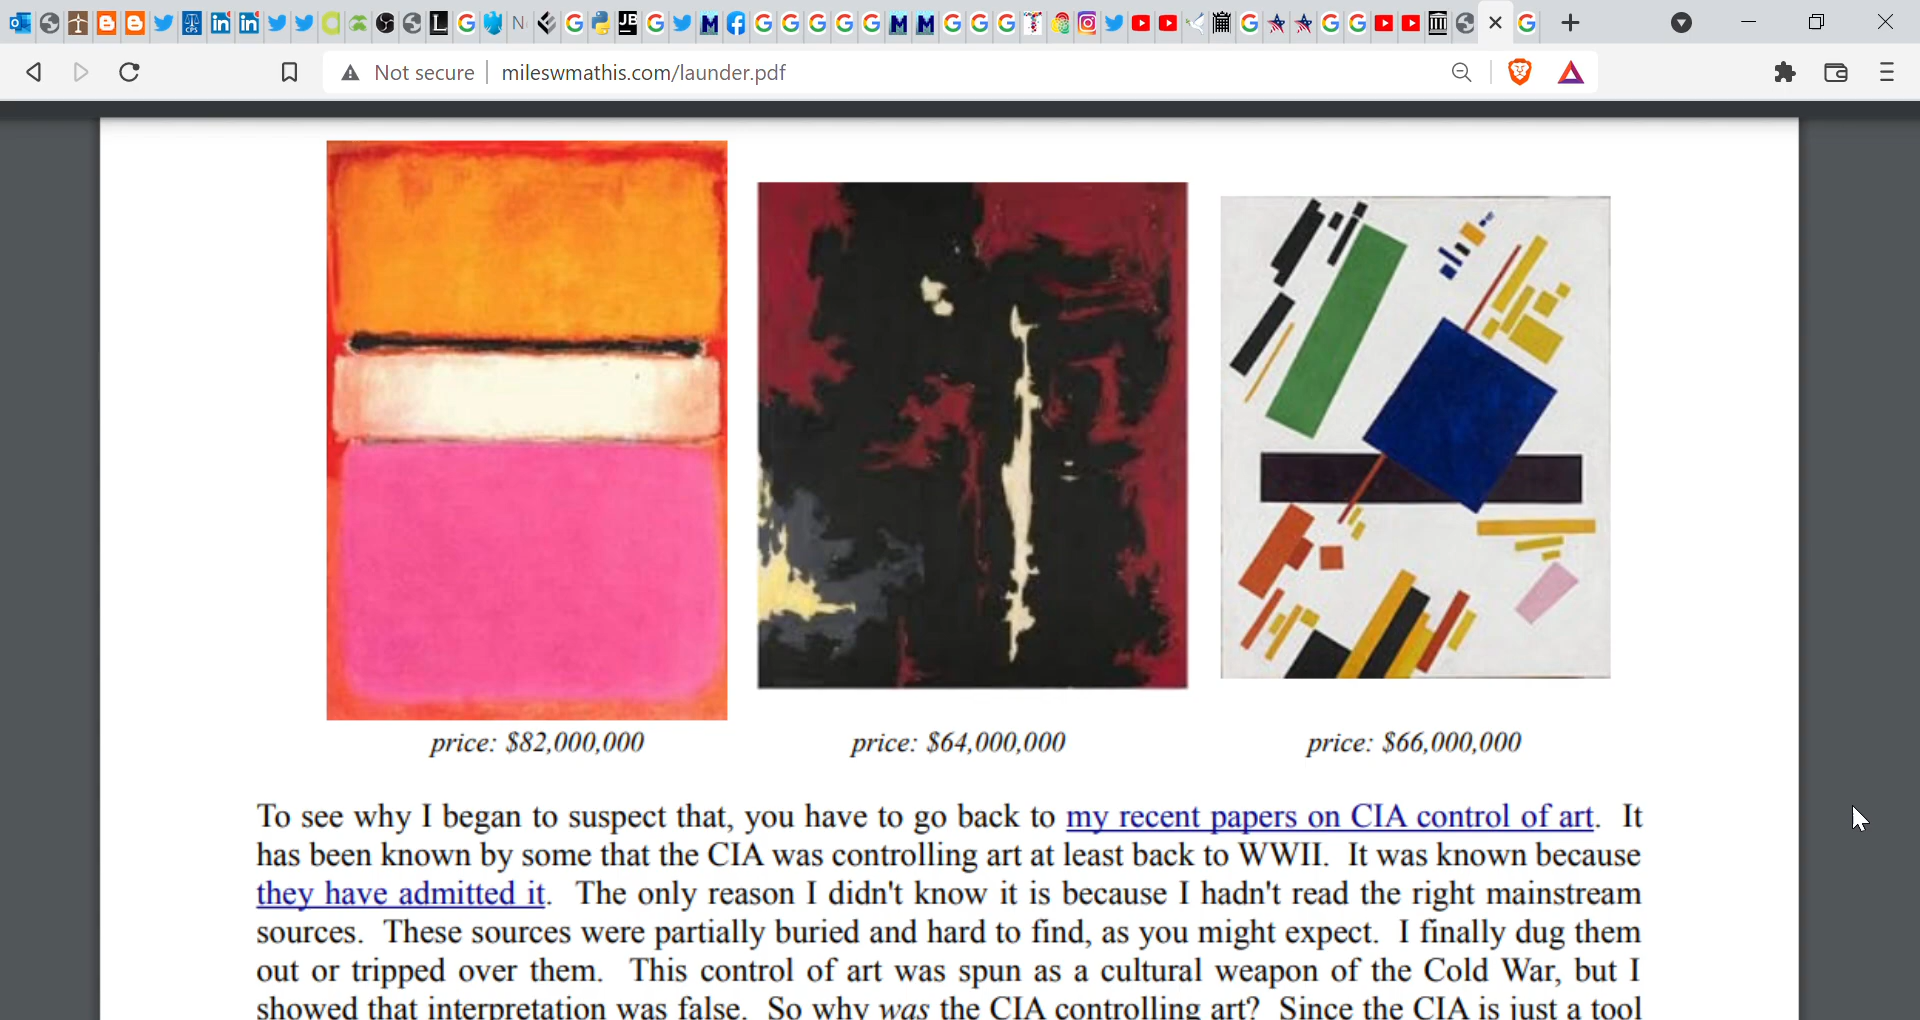 Not secure mileswmathis.com/launder.pdf
price: $82,000,000 price: $64,000,000 price: $66,000,000
To see why I began to suspect that, you have to go back to my recent papers on CIA control of art. It
has been known by some that the CIA was controlling art at least back to WWII. It was known because
they have admitted it. The only reason I didn't know it is because I hadn't read the right mainstream
sources. These sources were partially buried and hard to find, as you might expect. I finally dug them
out or tripped over them. This control of art was spun as a cultural weapon of the Cold War, but I
showed that interpretation was false. So why was the CIA controlling art? Since the CIA is just a tool